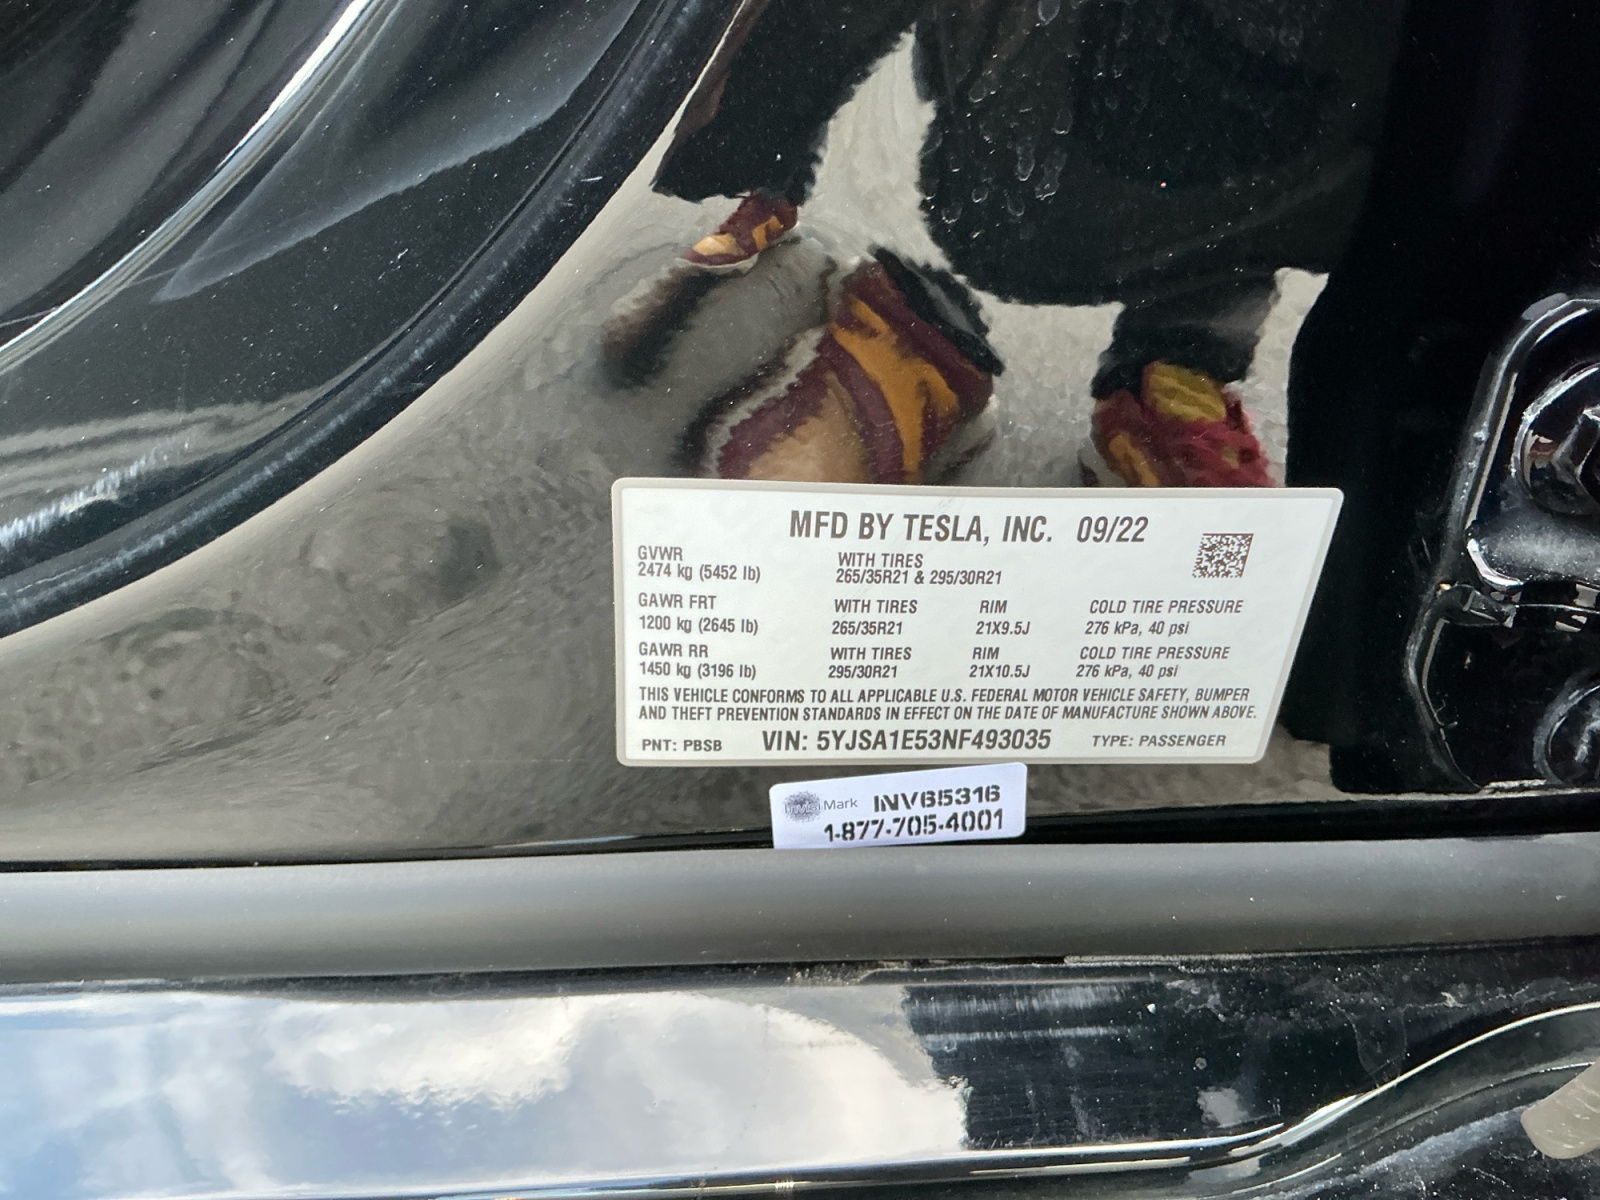 MFD BY TESLA, INC. 09/22
GVWR
2474 kg (5452 lb)
WITH TIRES
265/35R21 & 295/30R21
GAWR FRT WITH TIRES RIM COLD TIRE PRESSURE
1200 kg (2645 lb) 265/35R21 21X9.5J 276 kPa, 40 psi
GAWR RR WITH TIRES RIM COLD TIRE PRESSURE
1450 kg (3196 lb) 295/30R21 21X10.5J 276 kPa, 40 psi
THIS VEHICLE CONFORMS TO ALL APPLICABLE U.S. FEDERAL MOTOR VEHICLE SAFETY, BUMPER
AND THEFT PREVENTION STANDARDS IN EFFECT ON THE DATE OF MANUFACTURE SHOWN ABOVE.
PNT: PBSB VIN: 5YJSA1E53NF493035 TYPE: PASSENGER
Mark INV65316
1-877-705-4001